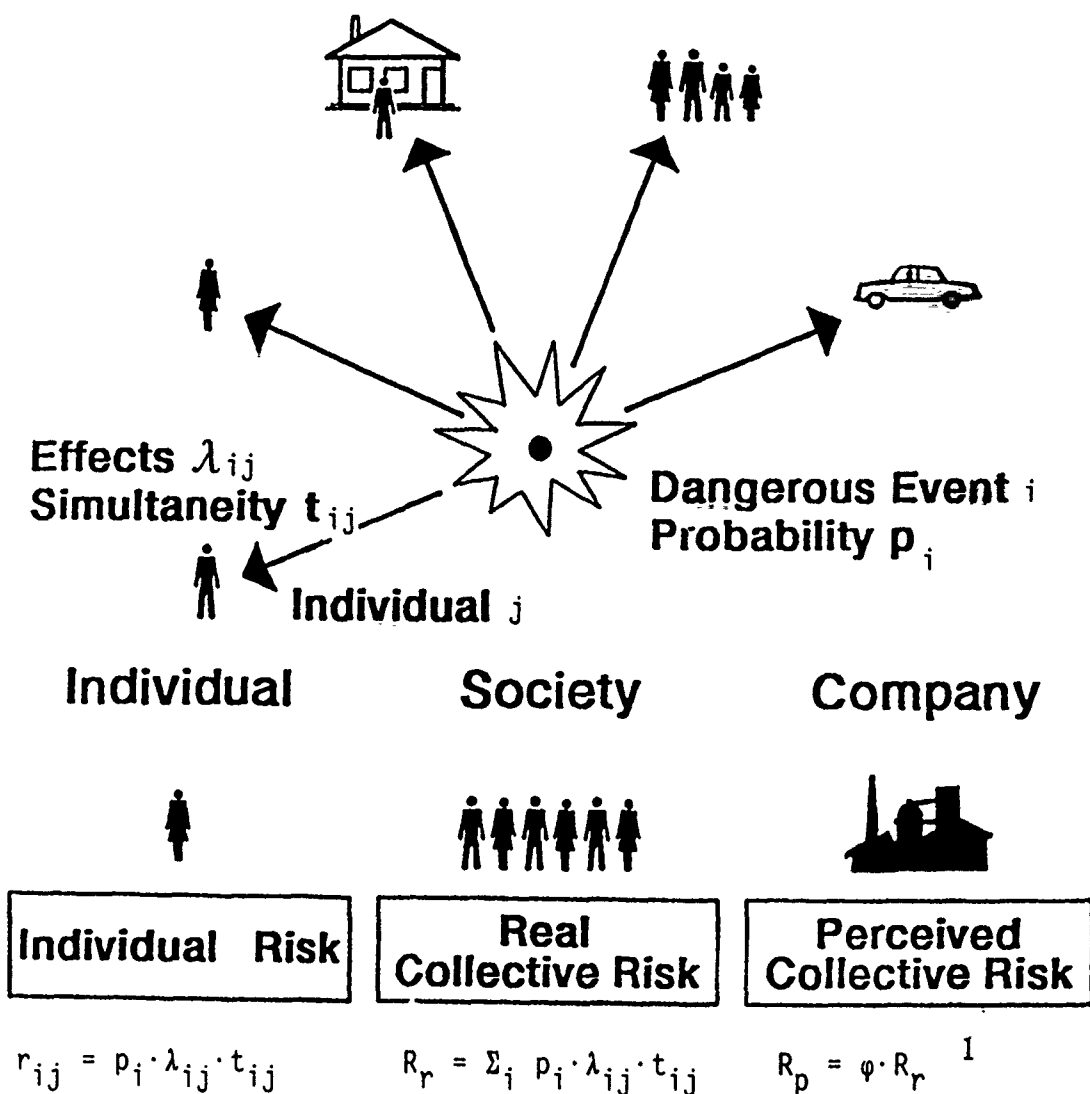 Effects λij
Simultaneity tij
Dangerous Event i
Probability pi
Individual j
Individual
Society
Company
Individual Risk
Real
Collective Risk
Perceived
Collective Risk
rij = pi·λij·tij
Rr = Σi pi·λij·tij
Rp = φ·Rr 1